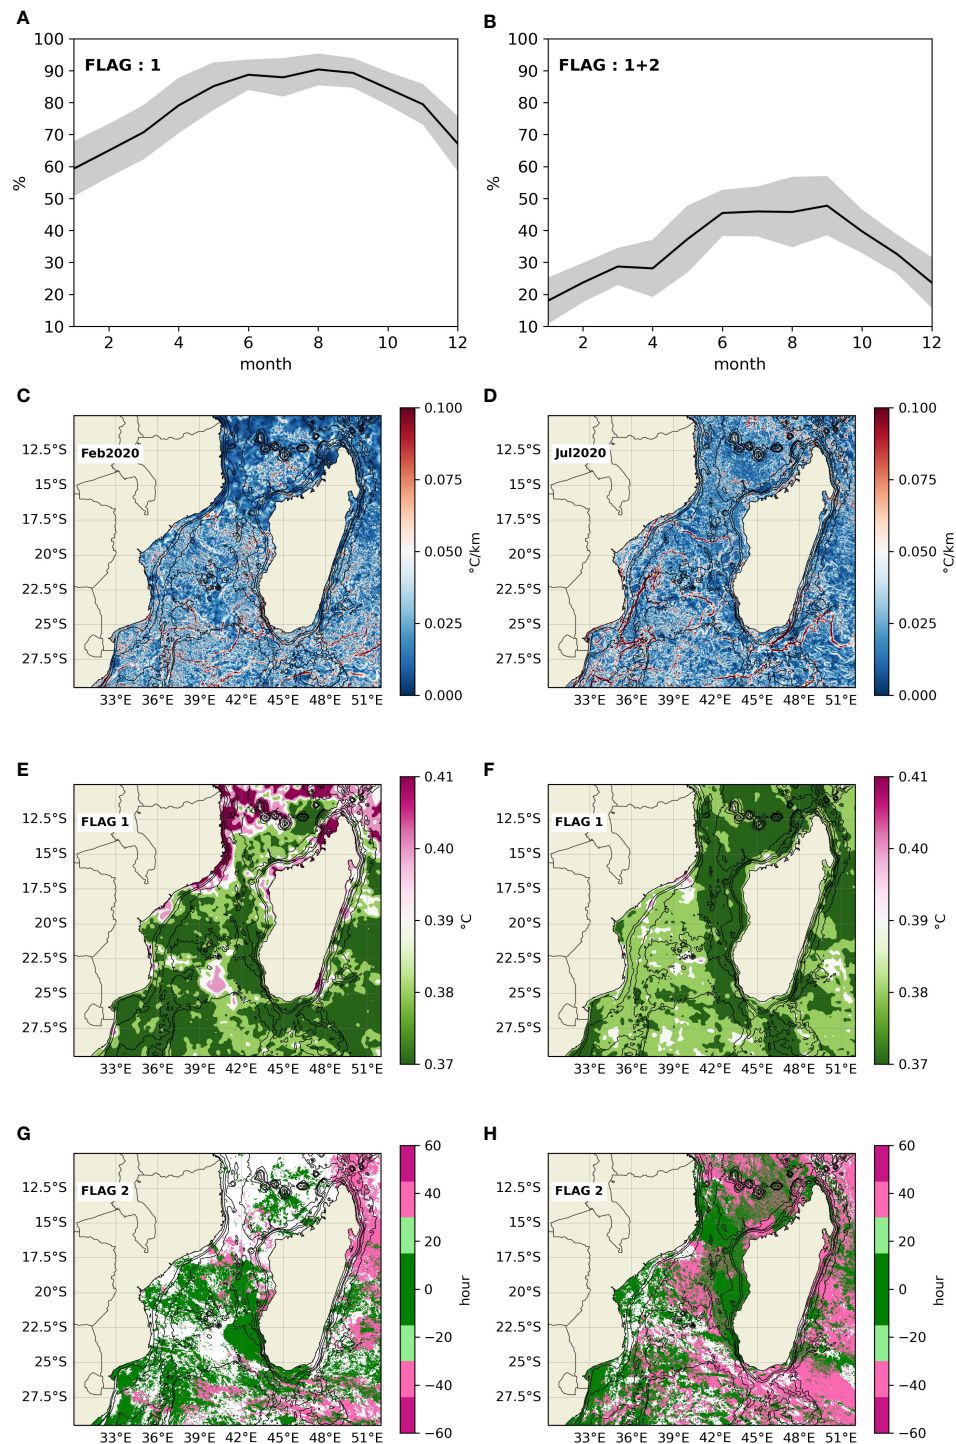 A
B
FLAG : 1
FLAG : 1+2
100
90
80
70
60
50
40
30
20
10
%
2
4
6
8
10
12
month
100
90
80
70
60
50
40
30
20
10
%
2
4
6
8
10
12
month
C
D
Feb2020
12.5°S
15°S
17.5°S
20°S
22.5°S
25°S
27.5°S
33°E
36°E
39°E
42°E
45°E
48°E
51°E
0.100
0.075
0.050
0.025
0.000
°C/km
Jul2020
12.5°S
15°S
17.5°S
20°S
22.5°S
25°S
27.5°S
33°E
36°E
39°E
42°E
45°E
48°E
51°E
0.100
0.075
0.050
0.025
0.000
°C/km
E
F
FLAG 1
12.5°S
15°S
17.5°S
20°S
22.5°S
25°S
27.5°S
33°E
36°E
39°E
42°E
45°E
48°E
51°E
0.41
0.40
0.39
0.38
0.37
°C
FLAG 1
12.5°S
15°S
17.5°S
20°S
22.5°S
25°S
27.5°S
33°E
36°E
39°E
42°E
45°E
48°E
51°E
0.41
0.40
0.39
0.38
0.37
°C
G
H
FLAG 2
12.5°S
15°S
17.5°S
20°S
22.5°S
25°S
27.5°S
33°E
36°E
39°E
42°E
45°E
48°E
51°E
60
40
20
0
−20
−40
−60
hour
FLAG 2
12.5°S
15°S
17.5°S
20°S
22.5°S
25°S
27.5°S
33°E
36°E
39°E
42°E
45°E
48°E
51°E
60
40
20
0
−20
−40
−60
hour